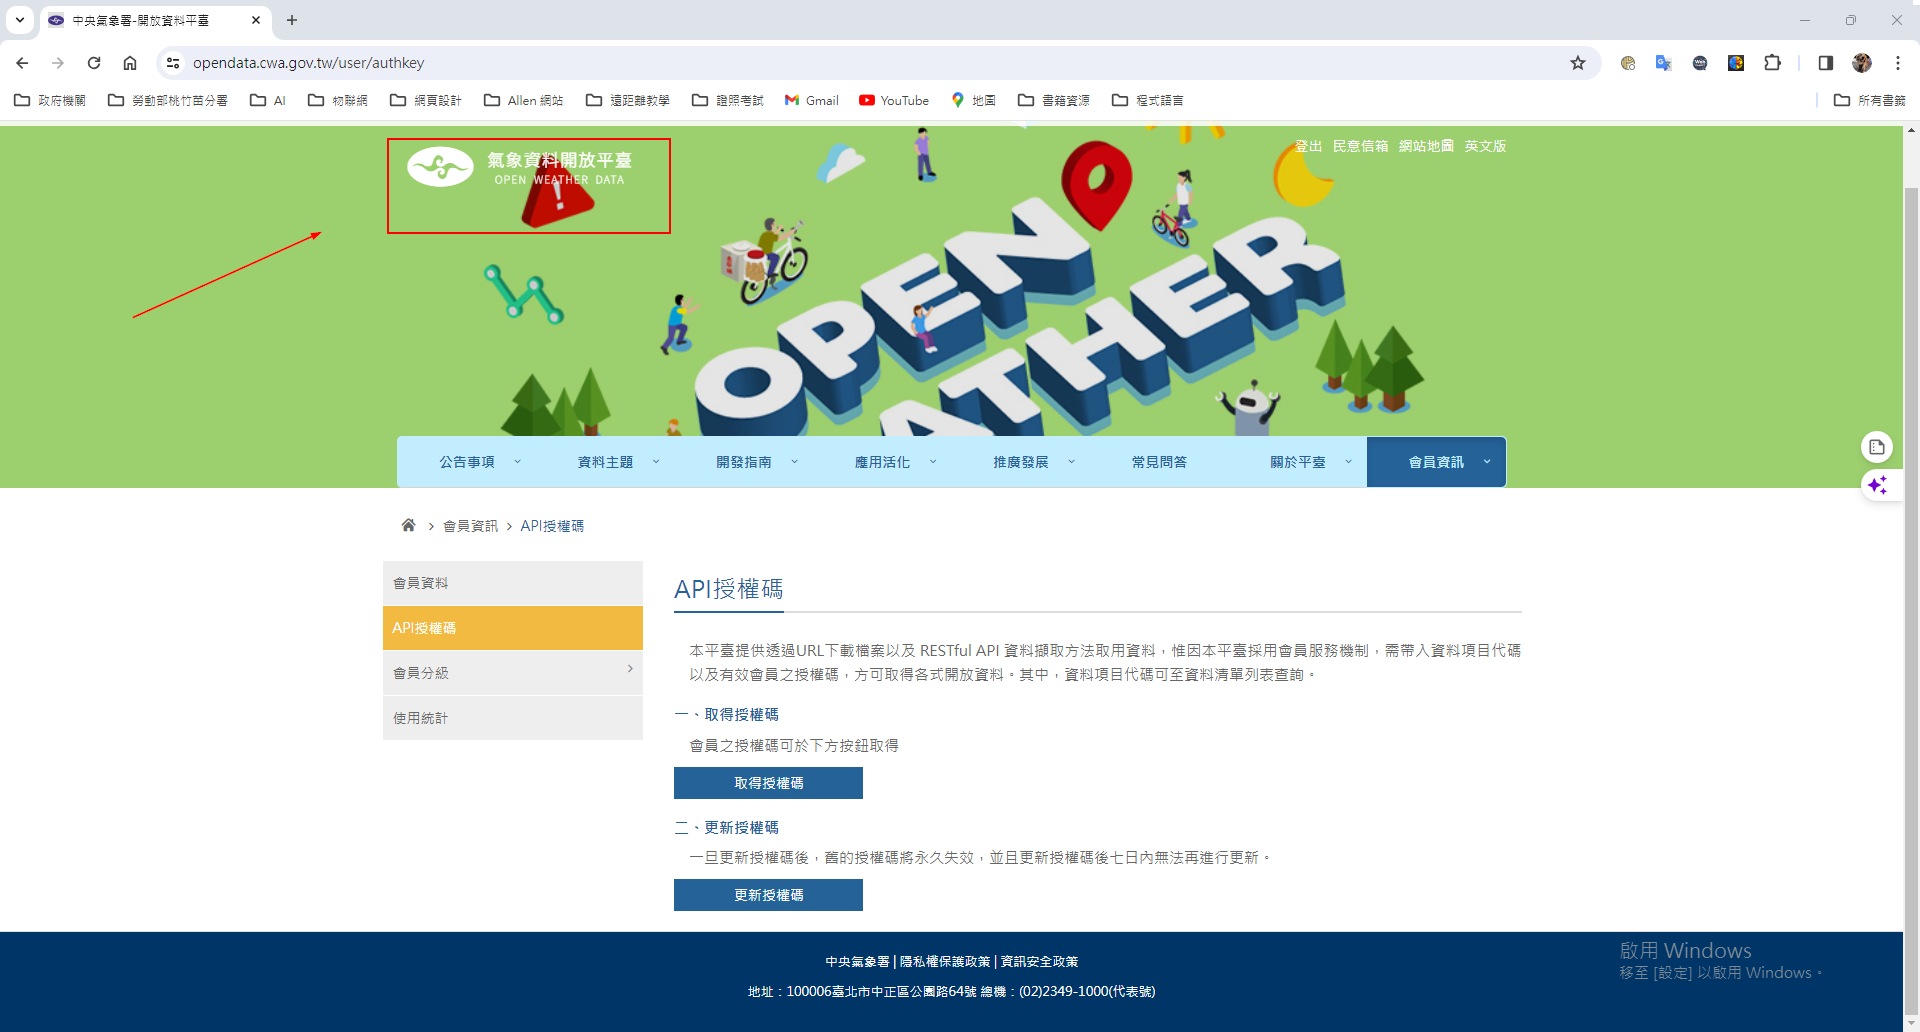 中央氣象署-開放資料平臺
opendata.cwa.gov.tw/user/authkey
政府機關 勞動部桃竹苗分署 AI 物聯網 網頁設計 Allen 網站 遠距離教學 證照考試 Gmail YouTube 地圖 書籍資源 程式語言 所有書籤
氣象資料開放平臺
OPEN WEATHER DATA
登出 民意信箱 網站地圖 英文版
OPEN
ATHER
公告事項 資料主題 開發指南 應用活化 推廣發展 常見問答 關於平臺 會員資訊
會員資訊 > API授權碼
會員資料
API授權碼
會員分級
使用統計
API授權碼
本平臺提供透過URL下載檔案以及 RESTful API 資料擷取方法取用資料，惟因本平臺採用會員服務機制，需帶入資料項目代碼
以及有效會員之授權碼，方可取得各式開放資料。其中，資料項目代碼可至資料清單列表查詢。
一、取得授權碼
會員之授權碼可於下方按鈕取得
取得授權碼
二、更新授權碼
一旦更新授權碼後，舊的授權碼將永久失效，並且更新授權碼後七日內無法再進行更新。
更新授權碼
中央氣象署 | 隱私權保護政策 | 資訊安全政策
地址：100006臺北市中正區公園路64號 總機：(02)2349-1000(代表號)
啟用 Windows
移至 [設定] 以啟用 Windows。